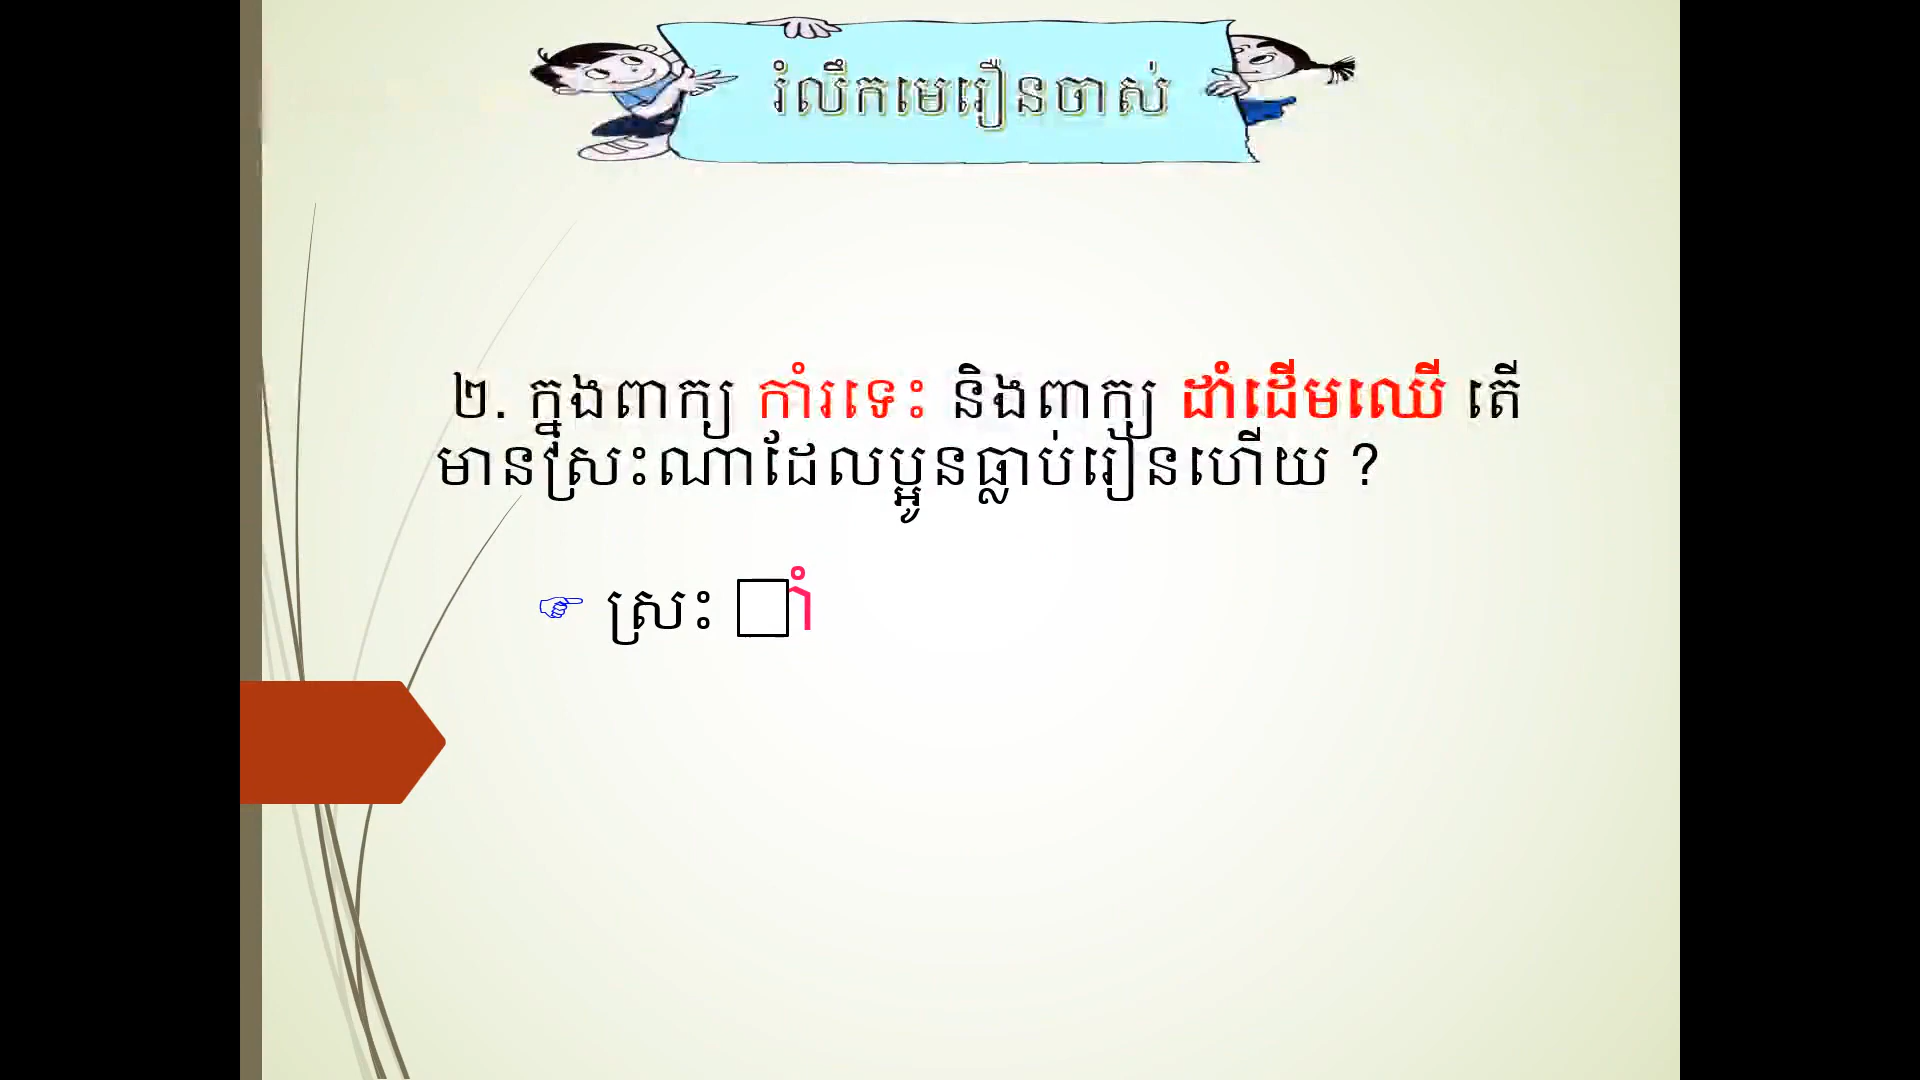 រំលឹកមេរឿនចាស់
២. ក្នុងពាក្យ កាំរទេះ និងពាក្យ ដាំដើមឈើ តើ
មានស្រះណាដែលប្អូនធ្លាប់រៀនហើយ ?
☞ ស្រះ □ាំ